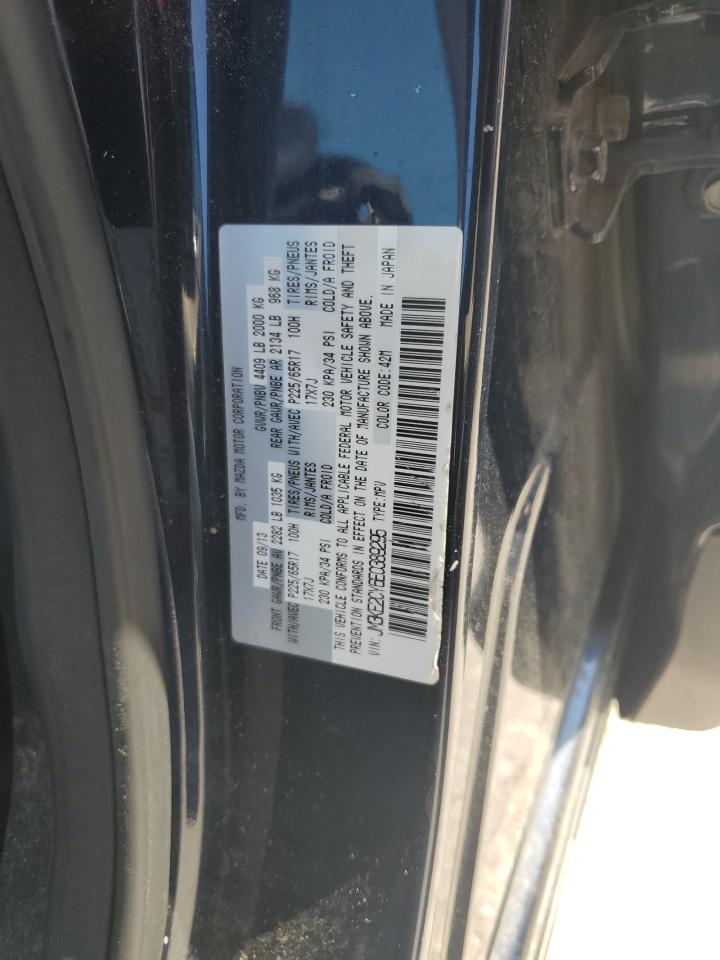 MFD. BY MAZDA MOTOR CORPORATION
DATE 09/13 GVWR/PNBV 4409 LB 2000 KG
FRONT GAWR/PNBE AV 2282 LB 1035 KG REAR GAWR/PNBE AR 2134 LB 968 KG
WITH/AVEC P225/65R17 100H TIRES/PNEUS WITH/AVEC P225/65R17 100H TIRES/PNEUS
17X7J RIMS/JANTES 17X7J RIMS/JANTES
230 KPA/34 PSI COLD/A FROID 230 KPA/34 PSI COLD/A FROID
THIS VEHICLE CONFORMS TO ALL APPLICABLE FEDERAL MOTOR VEHICLE SAFETY AND THEFT
PREVENTION STANDARDS IN EFFECT ON THE DATE OF MANUFACTURE SHOWN ABOVE.
VIN: JM3KE2CY6E0389295 TYPE:MPV COLOR CODE:42M MADE IN JAPAN